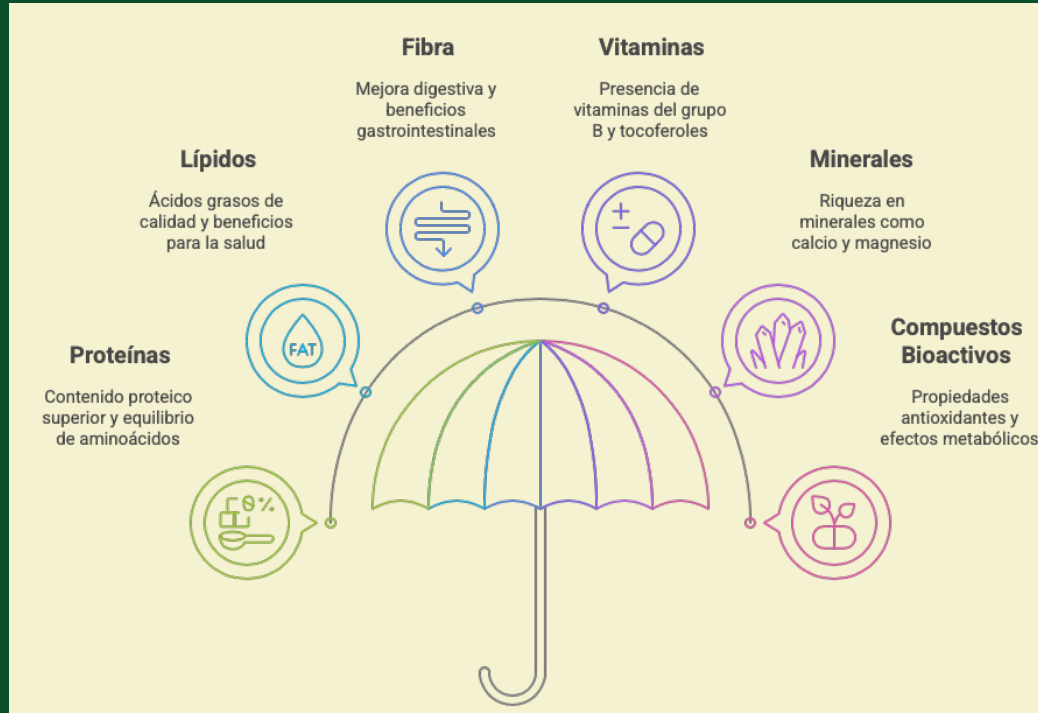 Fibra
Mejora digestiva y
beneficios
gastrointestinales
Vitaminas
Presencia de
vitaminas del grupo
B y tocoferoles
Lípidos
Ácidos grasos de
calidad y beneficios
para la salud
Minerales
Riqueza en
minerales como
calcio y magnesio
FAT
Proteínas
Contenido proteico
superior y equilibrio
de aminoácidos
Compuestos
Bioactivos
Propiedades
antioxidantes y
efectos metabólicos
0%